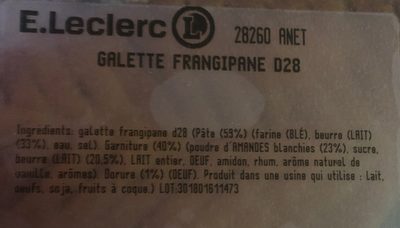 E.Leclerc L 28260 ANET
GALETTE FRANGIPANE D28
Ingrédients: galette frangipane d28 (Pâte (59%) (farine (BLÉ), beurre (LAIT)
(33%), eau, sel). Garniture (40%) (poudre d'AMANDES blanchies (23%), sucre,
beurre (LAIT) (20,5%), LAIT entier, OEUF, amidon, rhum, arôme naturel de
vanille, arômes). Dorure (1%) (OEUF). Produit dans une usine qui utilise : Lait,
oeufs, soja, fruits à coque.) LOT:301801611473